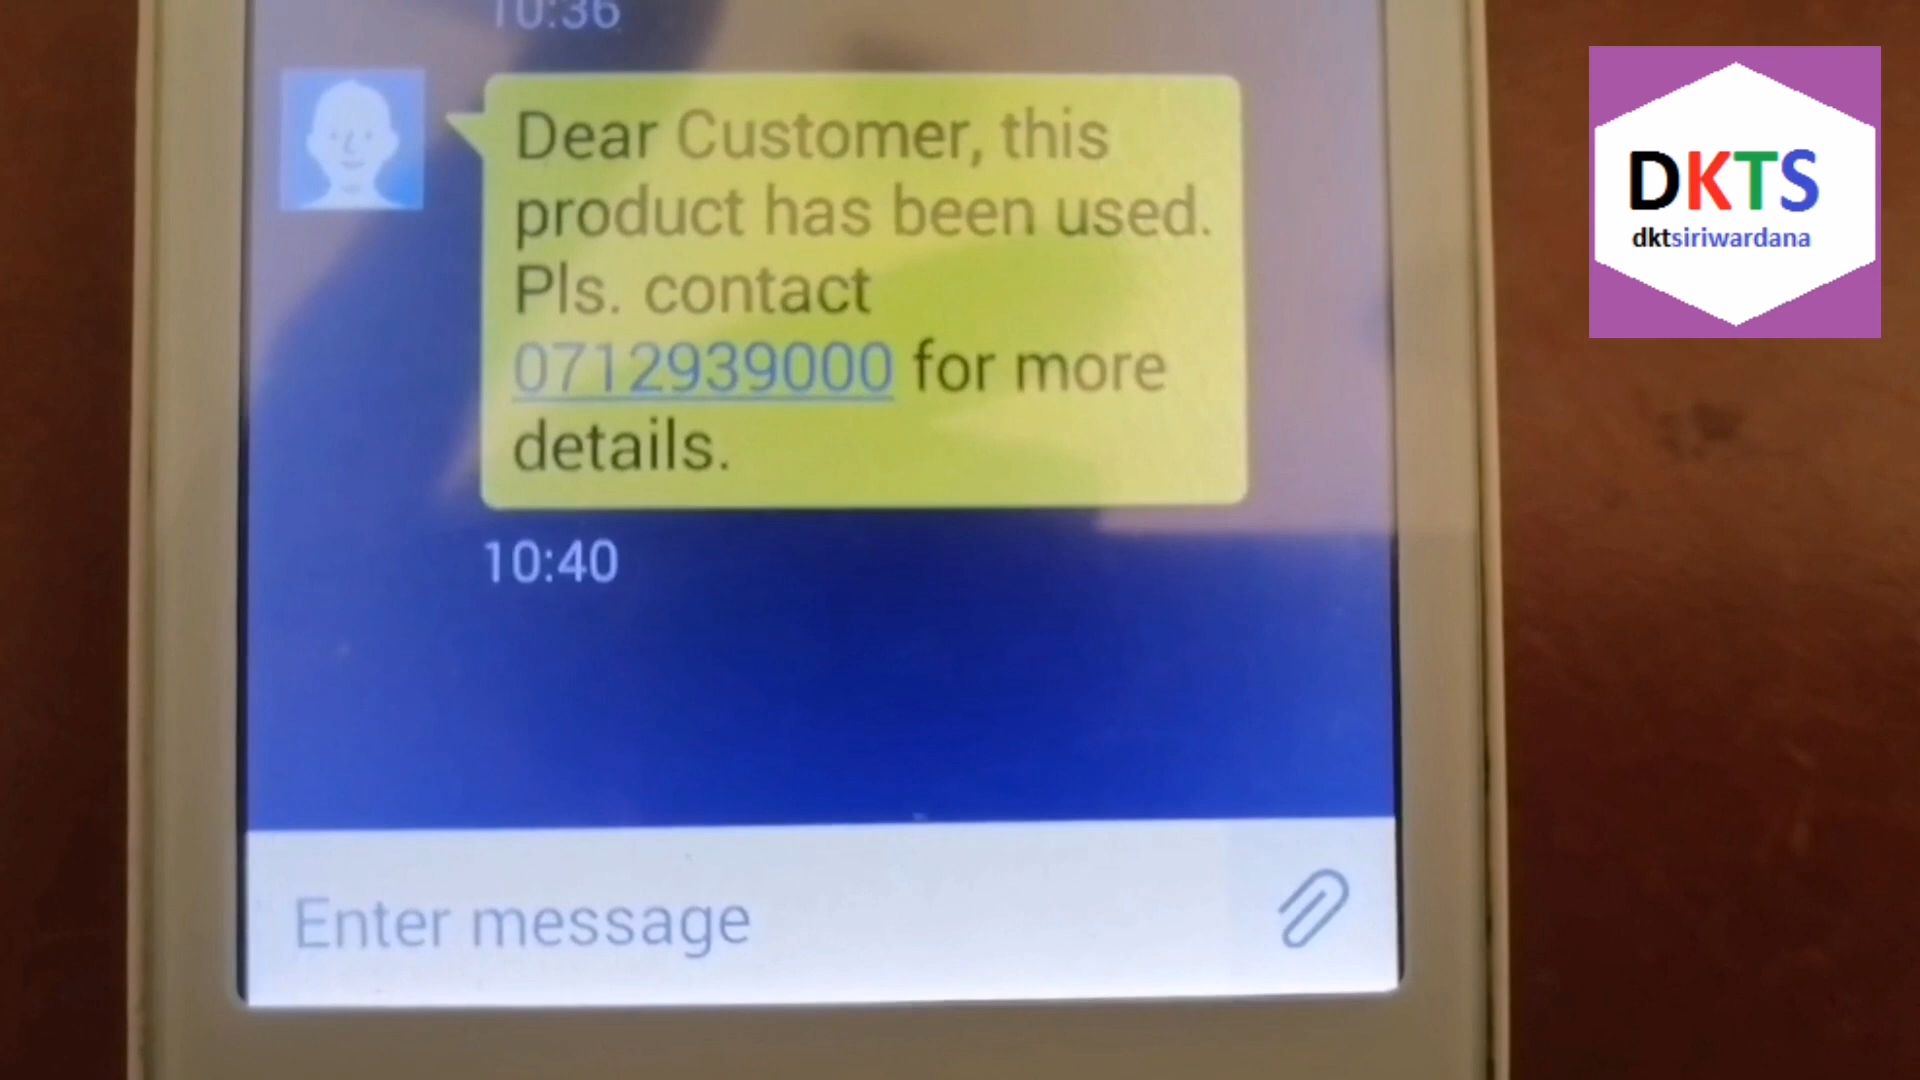 10:36
Dear Customer, this
product has been used.
Pls. contact
0712939000 for more
details.
10:40
Enter message
DKTS
dktsiriwardana